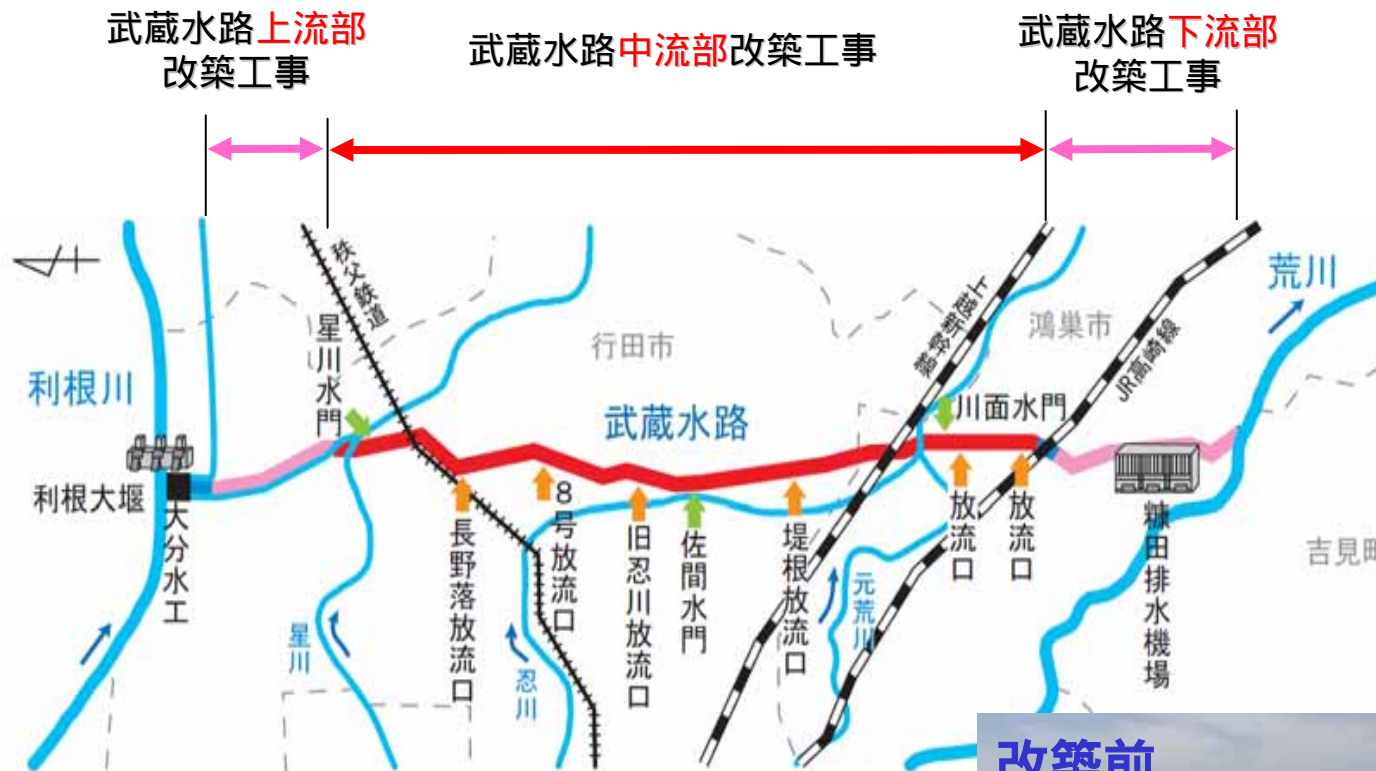 武蔵水路上流部
改築工事
武蔵水路中流部改築工事
武蔵水路下流部
改築工事
秩父鉄道
星川水門
行田市
上越新幹線
鴻巣市
JR高崎線
荒川
利根川
武蔵水路
川面水門
利根大堰
大分水工
長野落放流口
8号放流口
旧忍川放流口
佐間水門
堤根放流口
放流口
放流口
糠田排水機場
吉見町
星川
忍川
元荒川
改築前